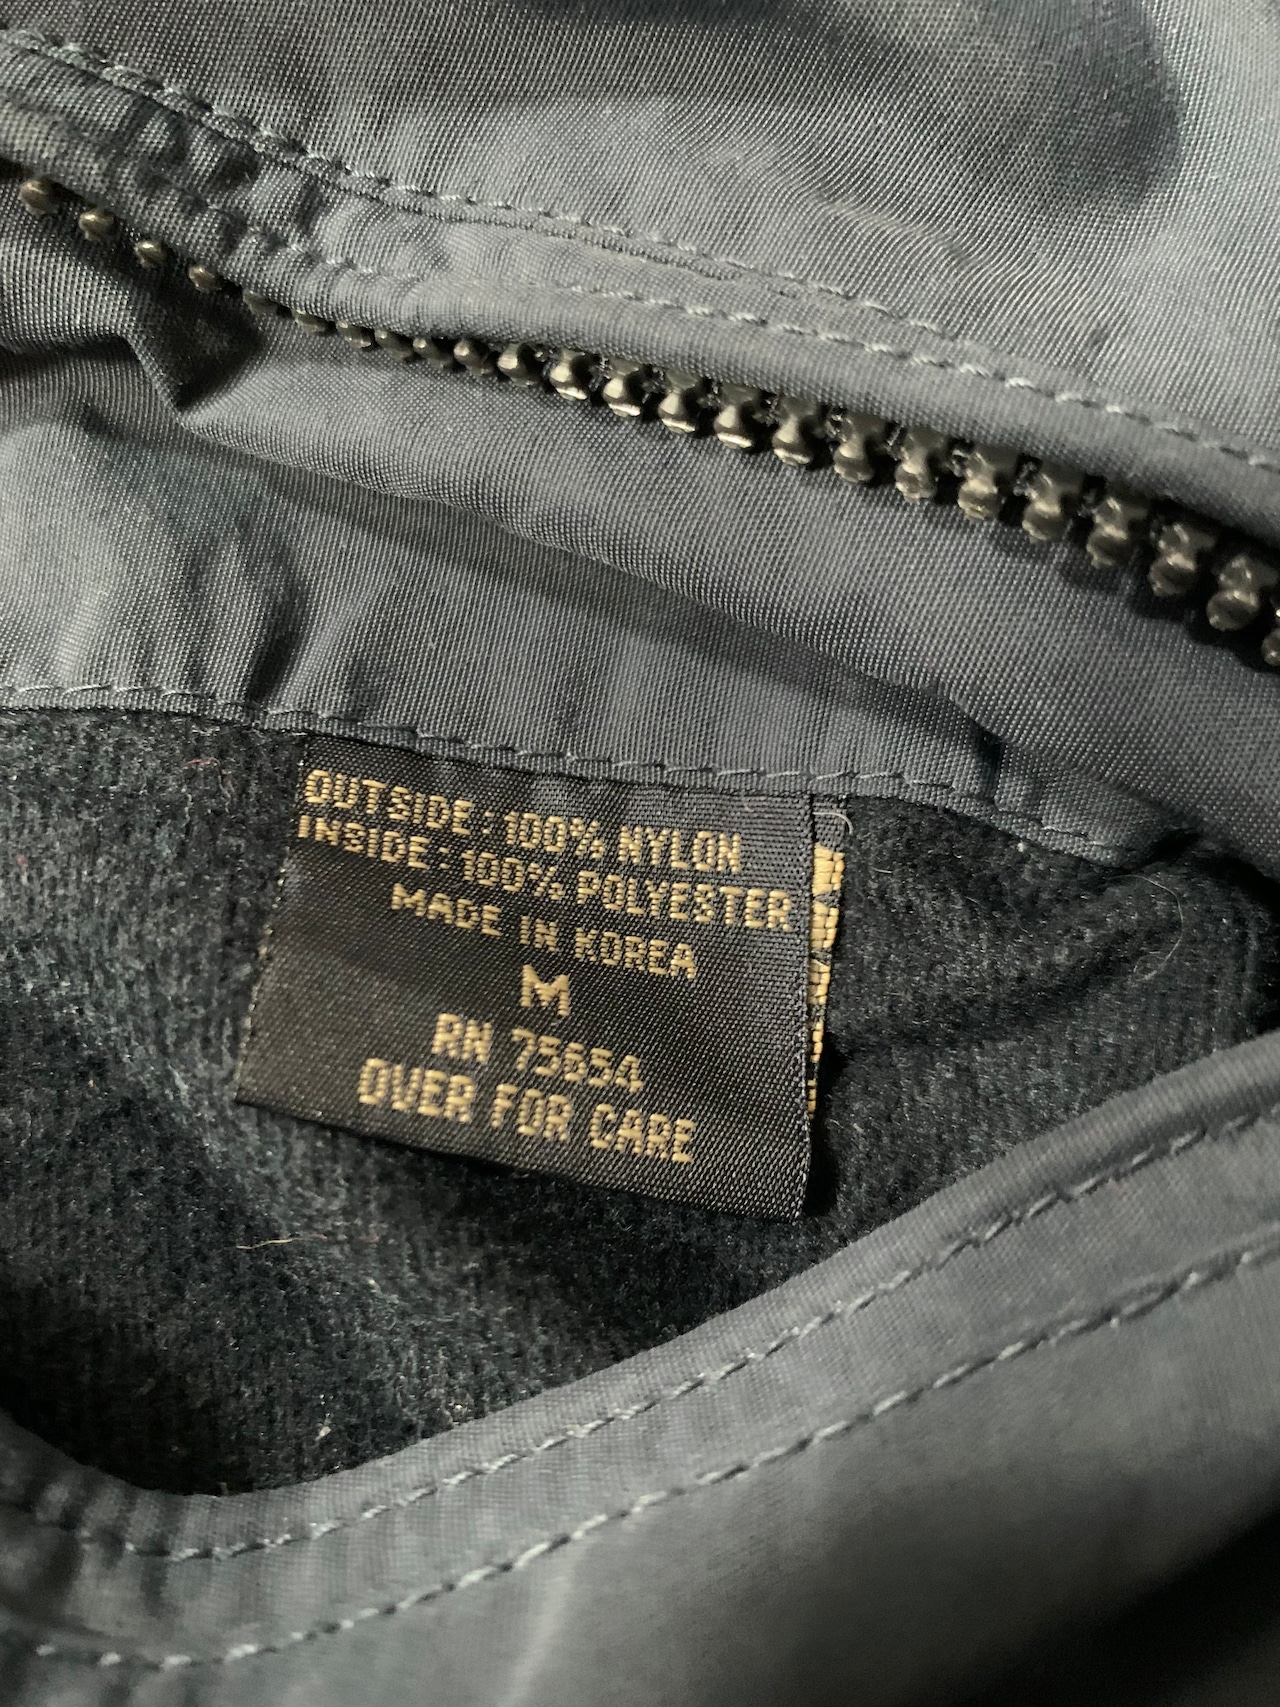 OUTSIDE : 100% NYLON
INSIDE : 100% POLYESTER
MADE IN KOREA
M
RN 75654
OVER FOR CARE